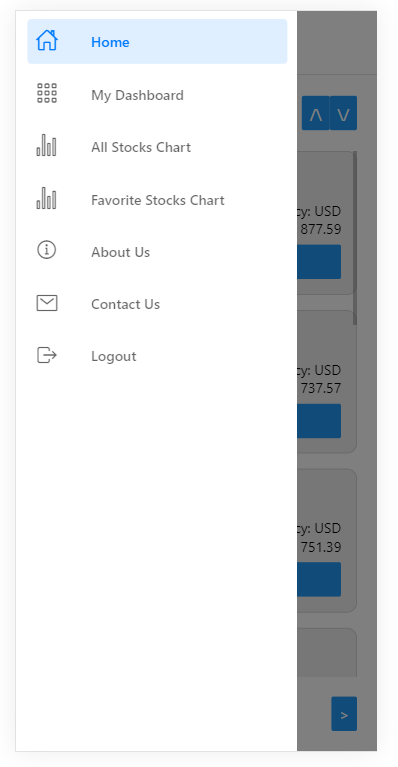 Home
My Dashboard
All Stocks Chart
Favorite Stocks Chart
About Us
Contact Us
Logout
cy: USD
877.59
cy: USD
737.57
cy: USD
751.39
>